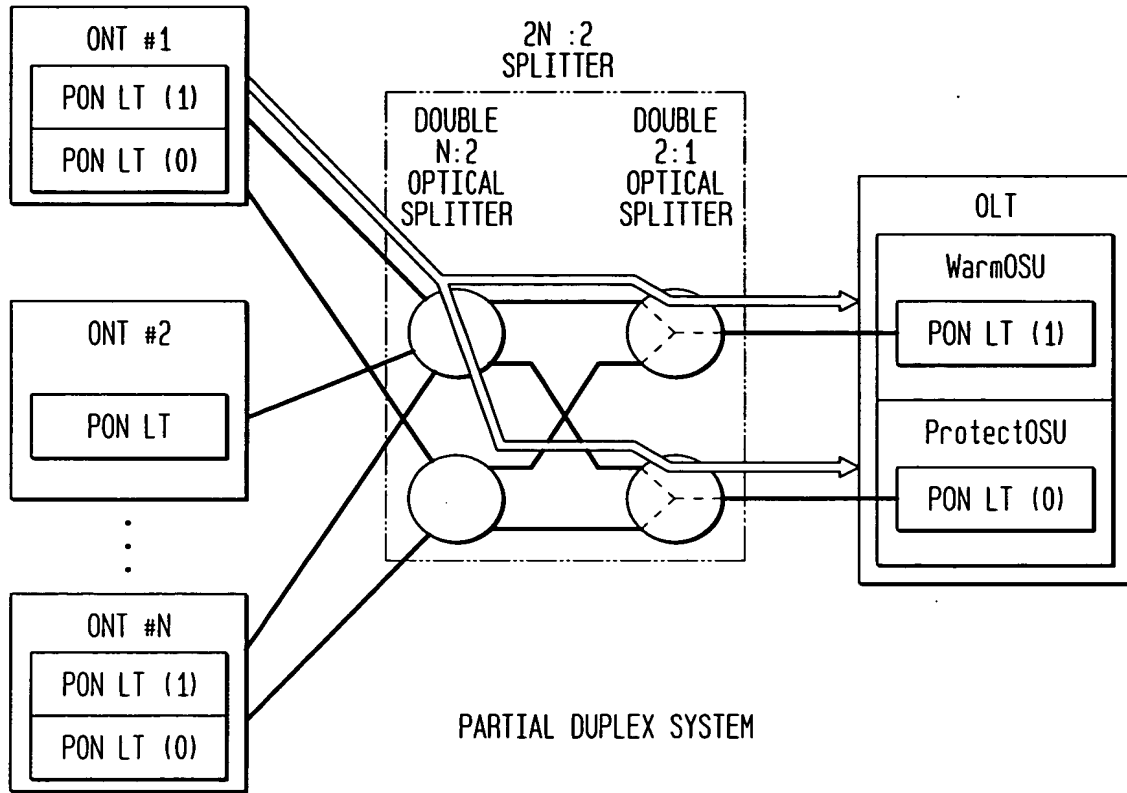 ONT #1
PON LT (1)
PON LT (0)
2N :2
SPLITTER
DOUBLE
N:2
OPTICAL
SPLITTER
DOUBLE
2:1
OPTICAL
SPLITTER
OLT
WarmOSU
PON LT (1)
ProtectOSU
PON LT (0)
ONT #2
PON LT
ONT #N
PON LT (1)
PON LT (0)
PARTIAL DUPLEX SYSTEM